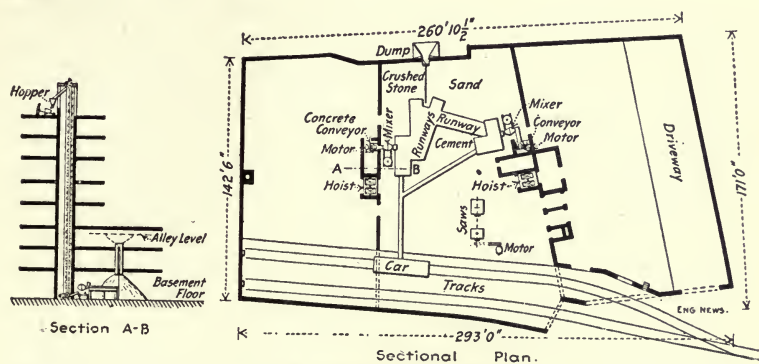 Hopper
Alley Level
Basement
Floor
Section A-B
260'10½"
Dump
Crushed
Stone
Sand
Mixer
Concrete
Conveyor
Mixer
Runways
Runway
Cement
Conveyor
Motor
Motor
A
B
Hoist
Hoist
Saws
Motor
Driveway
142'6"
171'0"
Car
Tracks
ENG NEWS.
293'0"
Sectional Plan.